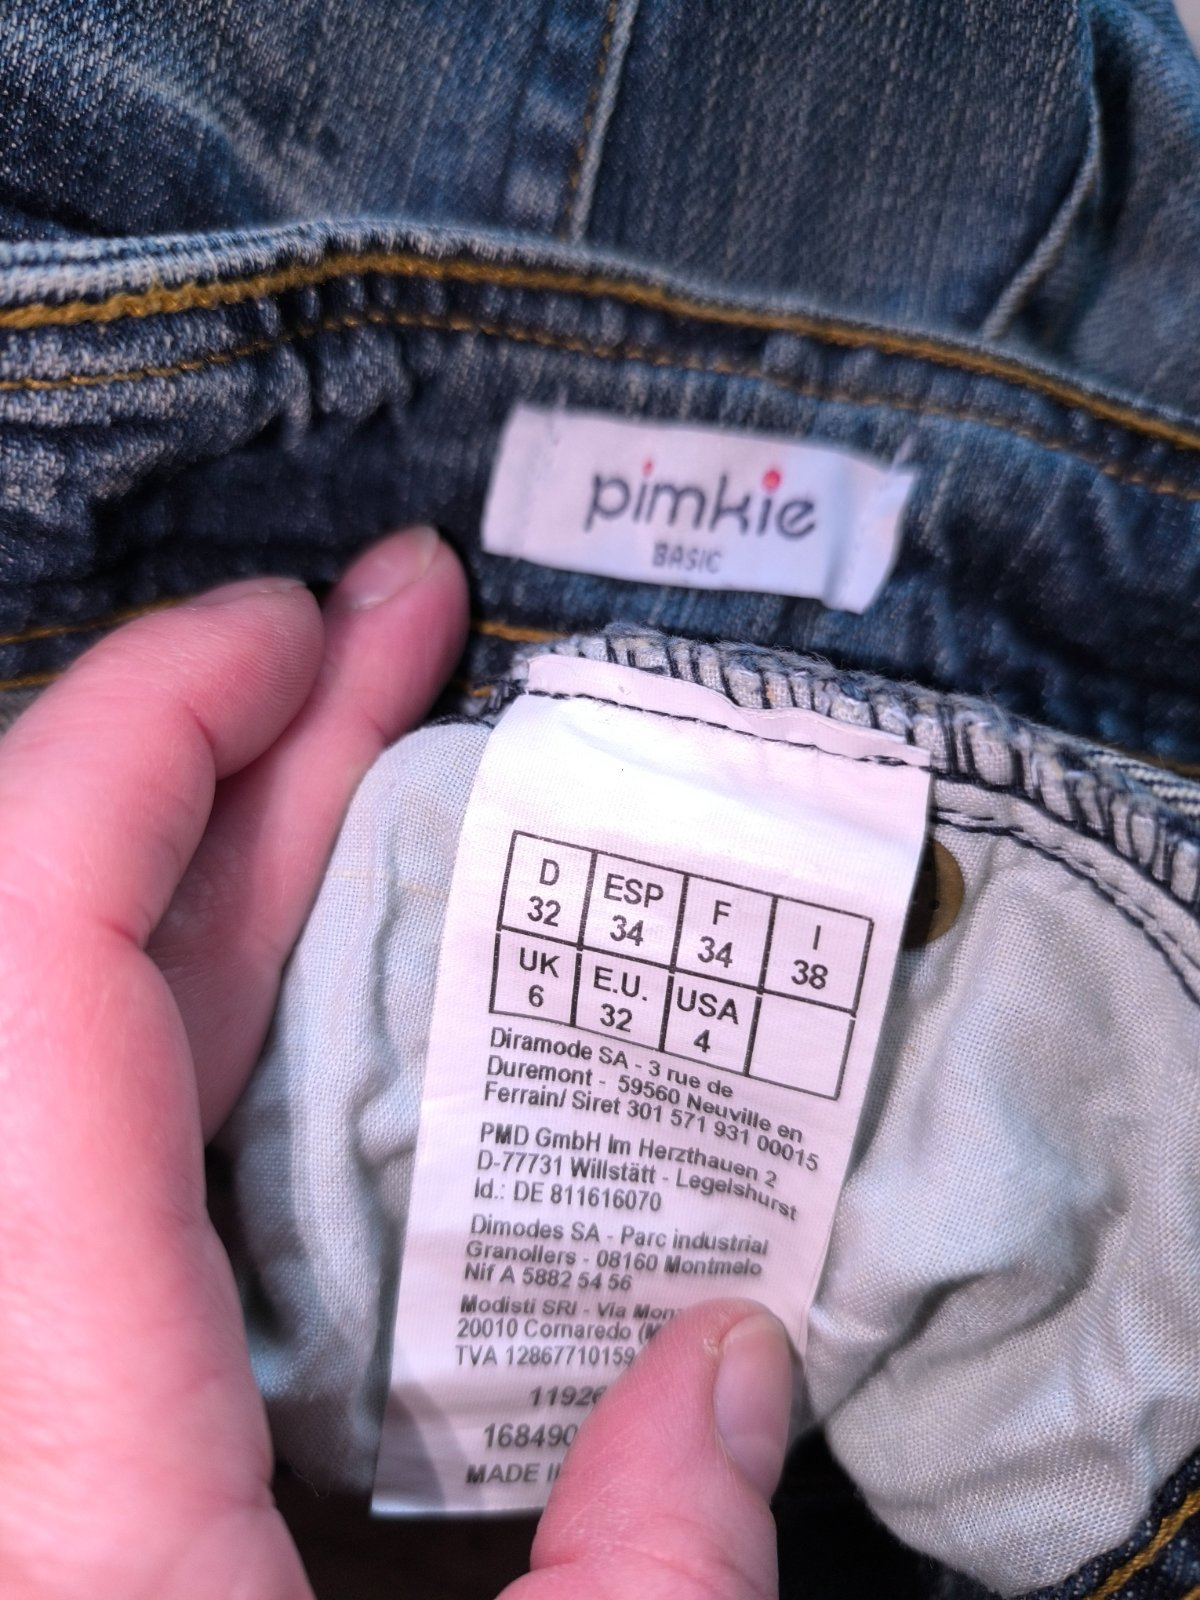 pimkie
BASIC
D ESP F I
32 34 34 38
UK E.U. USA
6 32 4
Diramode SA - 3 rue de
Duremont - 59560 Neuville en
Ferrain/ Siret 301 571 931 00015
PMD GmbH Im Herzthauen 2
D-77731 Willstätt - Legelshurst
Id.: DE 811616070
Dimodes SA - Parc industrial
Granollers - 08160 Montmelo
Nif A 5882 54 56
Modisti SRI - Via
20010 Cornaredo
TVA 12867710159
MADE